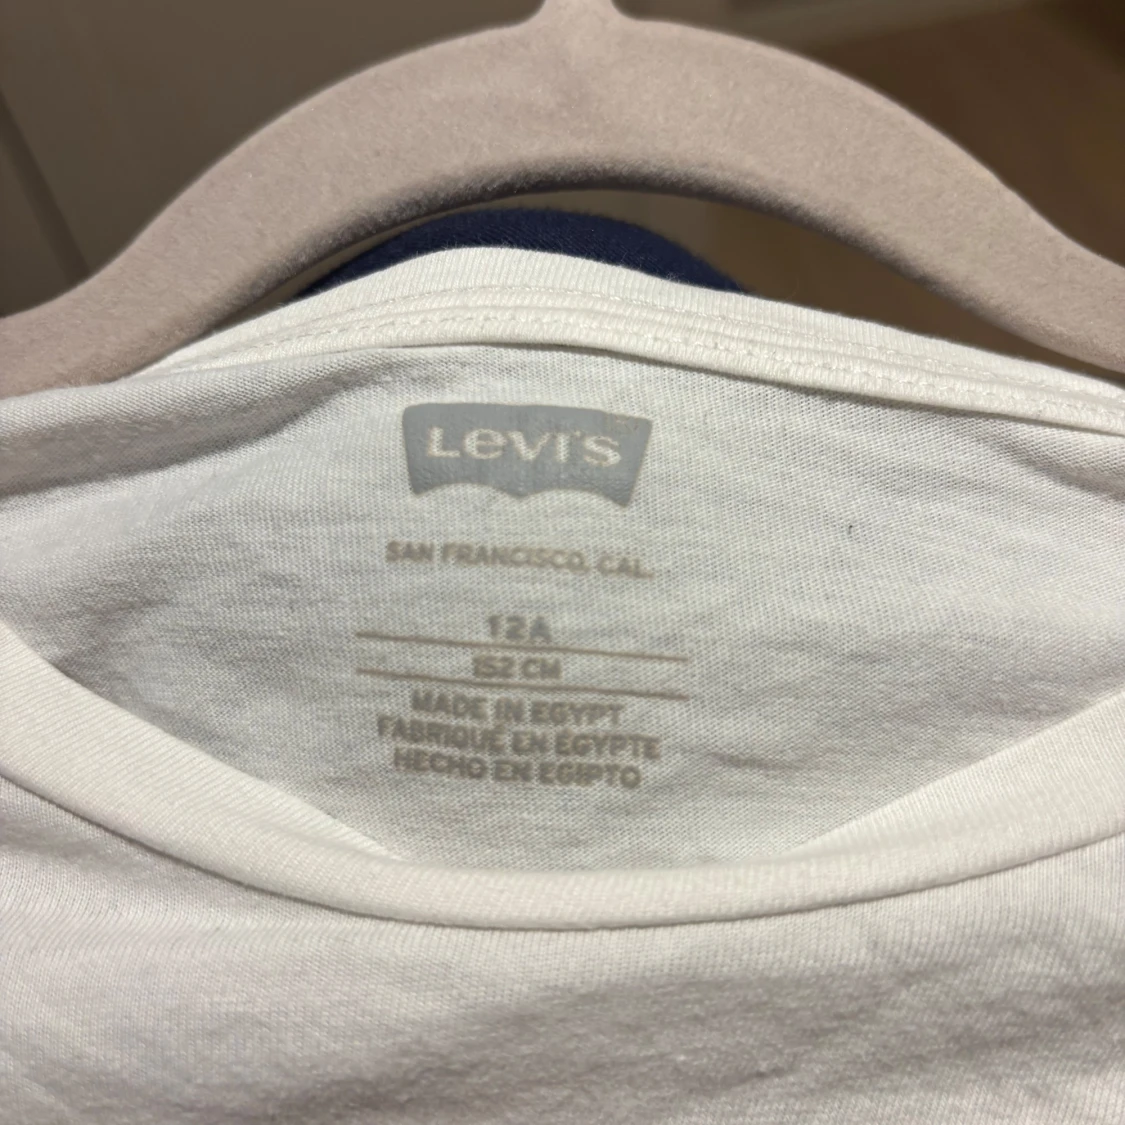 Levi's
SAN FRANCISCO, CAL.
12A
152 CM
MADE IN EGYPT
FABRIQUÉ EN ÉGYPTE
HECHO EN EGIPTO